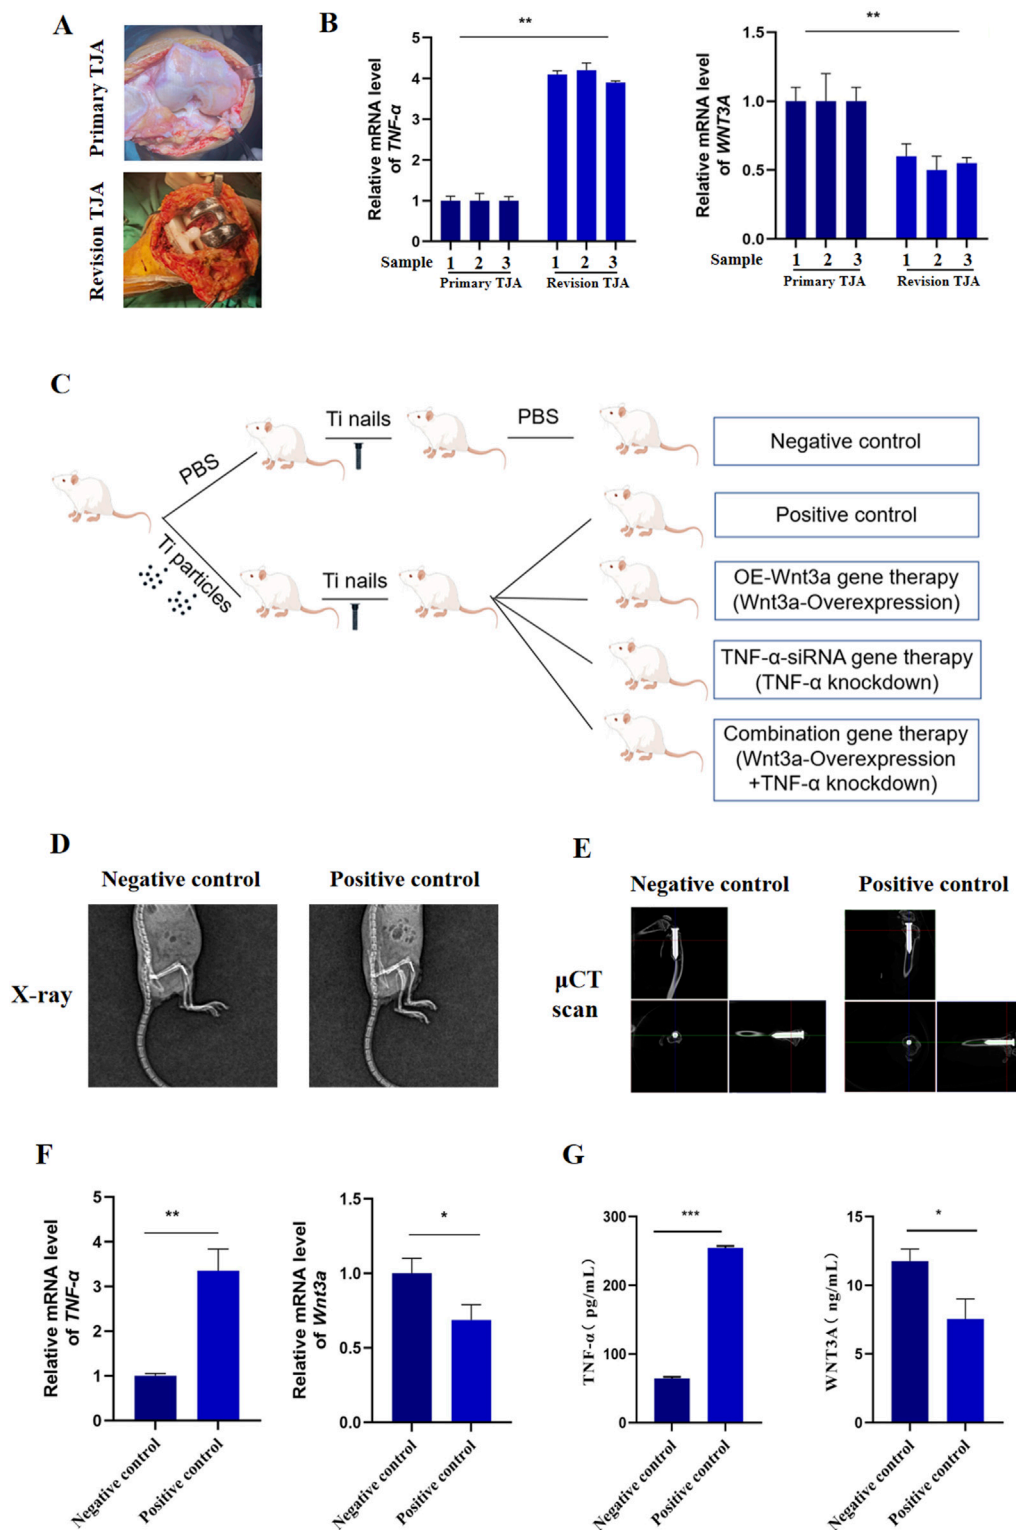 A
Primary TJA
Revision TJA
B
**
Relative mRNA level
of TNF-α
5
4
3
2
1
0
Sample
1 2 3
1 2 3
Primary TJA
Revision TJA
**
Relative mRNA level
of WNT3A
1.5
1.0
0.5
0.0
1 2 3
1 2 3
Primary TJA
Revision TJA
C
PBS
Ti nails
PBS
Negative control
Ti particles
Ti nails
Positive control
OE-Wnt3a gene therapy
(Wnt3a-Overexpression)
TNF-α-siRNA gene therapy
(TNF-α knockdown)
Combination gene therapy
(Wnt3a-Overexpression
+TNF-α knockdown)
D
Negative control
Positive control
X-ray
E
Negative control
Positive control
μCT
scan
F
**
Relative mRNA level
of TNF-α
5
4
3
2
1
0
Negative control
Positive control
*
Relative mRNA level
of Wnt3a
1.5
1.0
0.5
0.0
Negative control
Positive control
G
***
TNF-α( pg/mL)
300
200
100
0
Negative control
Positive control
*
WNT3A( ng/mL)
15
10
5
0
Negative control
Positive control